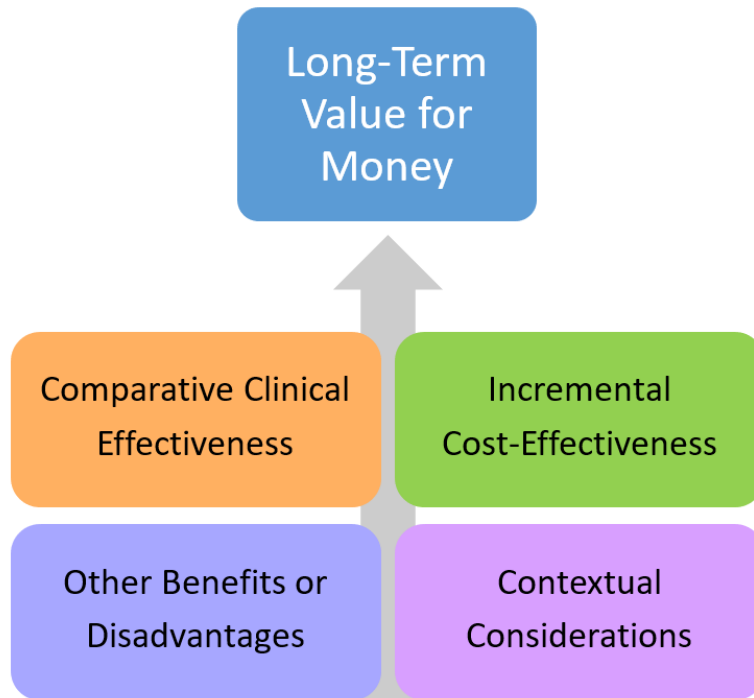 Long-Term
Value for
Money
Comparative Clinical
Effectiveness
Incremental
Cost-Effectiveness
Other Benefits or
Disadvantages
Contextual
Considerations